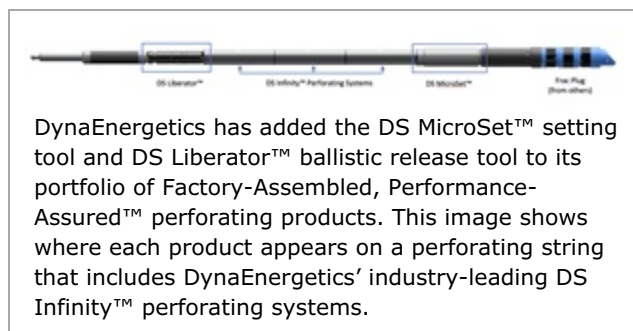 DS Liberator™
DS Infinity™ Perforating Systems
DS MicroSet™
Frac Plug
(from others)
DynaEnergetics has added the DS MicroSet™ setting
tool and DS Liberator™ ballistic release tool to its
portfolio of Factory-Assembled, Performance-
Assured™ perforating products. This image shows
where each product appears on a perforating string
that includes DynaEnergetics’ industry-leading DS
Infinity™ perforating systems.